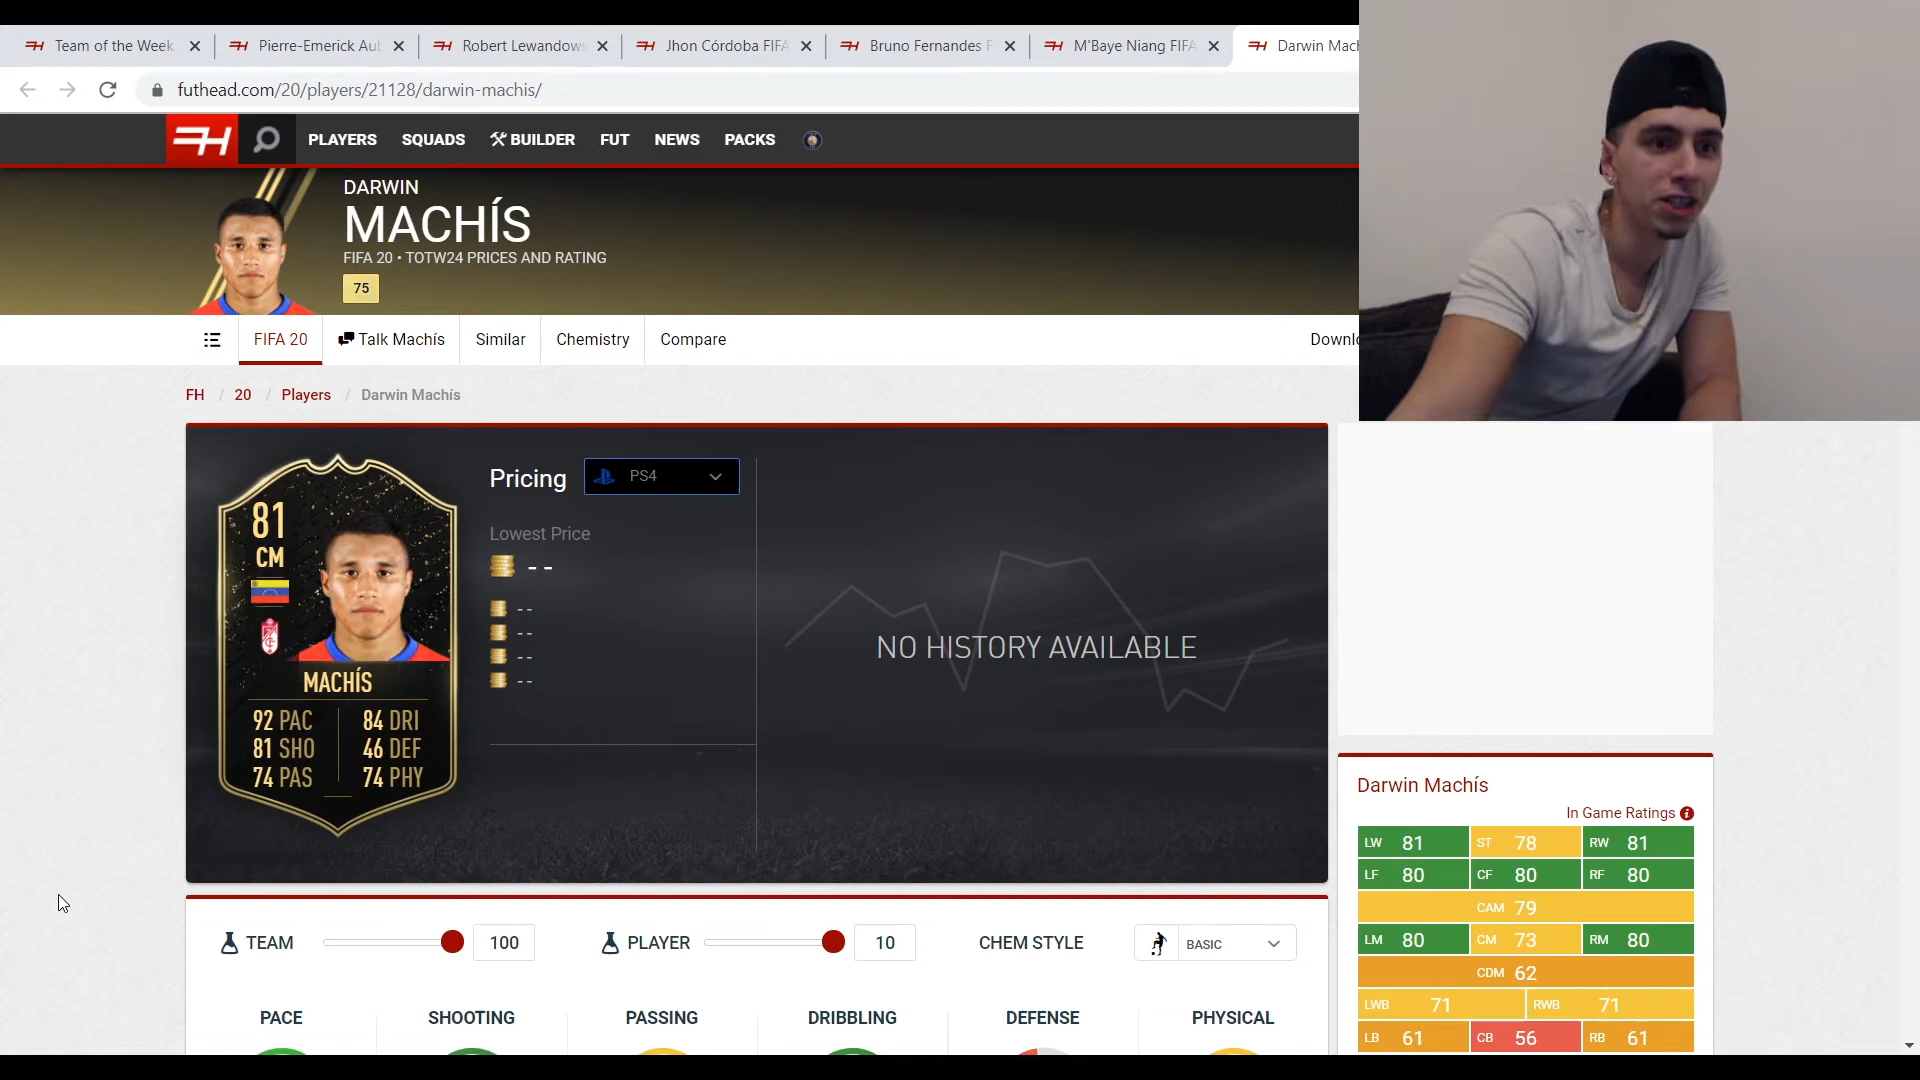 Team of the Week
Pierre-Emerick Aub
Robert Lewandows
Jhon Córdoba FIFA
Bruno Fernandes F
M'Baye Niang FIFA
Darwin Mach
futhead.com/20/players/21128/darwin-machis/
FH
PLAYERS
SQUADS
BUILDER
FUT
NEWS
PACKS
DARWIN
MACHÍS
FIFA 20 • TOTW24 PRICES AND RATING
75
FIFA 20
Talk Machís
Similar
Chemistry
Compare
Downlo
FH / 20 / Players / Darwin Machís
81
CM
MACHÍS
92 PAC 84 DRI
81 SHO 46 DEF
74 PAS 74 PHY
Pricing
PS4
Lowest Price
- -
- -
- -
- -
- -
NO HISTORY AVAILABLE
TEAM
100
PLAYER
10
CHEM STYLE
BASIC
PACE
SHOOTING
PASSING
DRIBBLING
DEFENSE
PHYSICAL
Darwin Machís
In Game Ratings
LW 81 ST 78 RW 81
LF 80 CF 80 RF 80
CAM 79
LM 80 CM 73 RM 80
CDM 62
LWB 71 RWB 71
LB 61 CB 56 RB 61